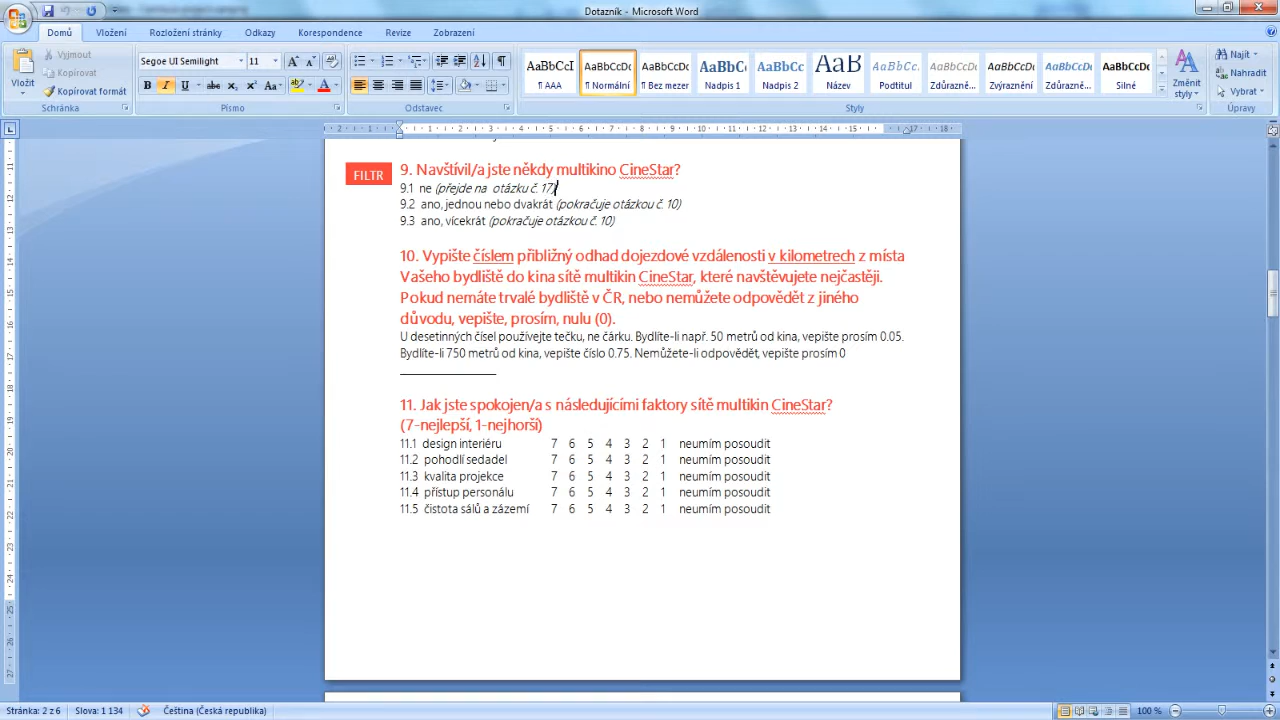 Dotazník - Microsoft Word
Domů Vložení Rozložení stránky Odkazy Korespondence Revize Zobrazení
Vložit
Vyjmout
Kopírovat
Kopírovat formát
Schránka
Segoe UI Semilight 11
Písmo
Odstavec
AaBbCcI AaBbCcDc AaBbCcDc AaBbC AaBbCc AaB AaBbCc. AaBbCcDc AaBbCcDc AaBbCcDc AaBbCcDc
¶ AAA ¶ Normální ¶ Bez mezer Nadpis 1 Nadpis 2 Název Podtitul Zdůrazně... Zvýraznění Zdůrazně... Silné
Styly
Změnit styly
Najít
Nahradit
Vybrat
Úpravy
FILTR
9. Navštívil/a jste někdy multikino CineStar?
9.1 ne (přejde na otázku č. 17)
9.2 ano, jednou nebo dvakrát (pokračuje otázkou č. 10)
9.3 ano, vícekrát (pokračuje otázkou č. 10)
10. Vypište číslem přibližný odhad dojezdové vzdálenosti v kilometrech z místa
Vašeho bydliště do kina sítě multikin CineStar, které navštěvujete nejčastěji.
Pokud nemáte trvalé bydliště v ČR, nebo nemůžete odpovědět z jiného
důvodu, vepište, prosím, nulu (0).
U desetinných čísel používejte tečku, ne čárku. Bydlíte-li např. 50 metrů od kina, vepište prosím 0.05.
Bydlíte-li 750 metrů od kina, vepište číslo 0.75. Nemůžete-li odpovědět, vepište prosím 0
11. Jak jste spokojen/a s následujícími faktory sítě multikin CineStar?
(7-nejlepší, 1-nejhorší)
11.1 design interiéru 7 6 5 4 3 2 1 neumím posoudit
11.2 pohodlí sedadel 7 6 5 4 3 2 1 neumím posoudit
11.3 kvalita projekce 7 6 5 4 3 2 1 neumím posoudit
11.4 přístup personálu 7 6 5 4 3 2 1 neumím posoudit
11.5 čistota sálů a zázemí 7 6 5 4 3 2 1 neumím posoudit
Stránka: 2 z 6 Slova: 1 134 Čeština (Česká republika) 100 %